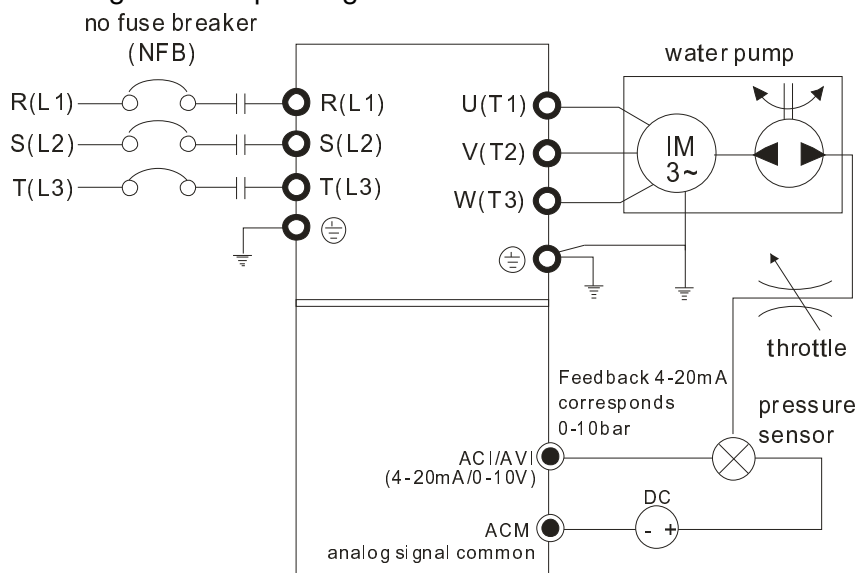 no fuse breaker
(NFB)
water pump
R(L1)
S(L2)
T(L3)
R(L1)
S(L2)
T(L3)
U(T1)
V(T2)
W(T3)
IM
3~
throttle
Feedback 4-20mA
corresponds
0-10bar
pressure
sensor
ACI/AVI
(4-20mA/0-10V)
DC
- +
ACM
analog signal common